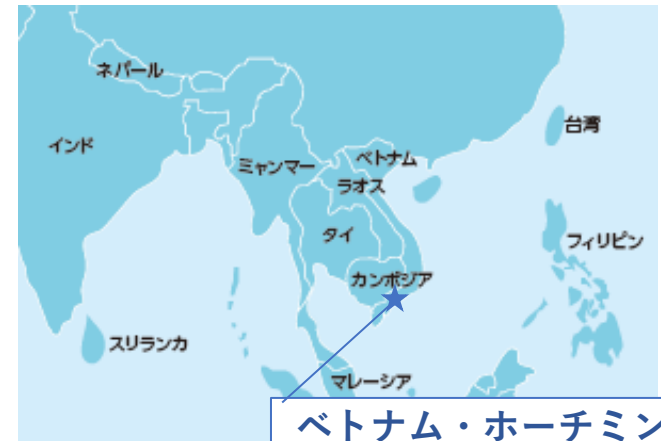 ネパール
台湾
インド
ミャンマー
ベトナム
ラオス
タイ
フィリピン
カンボジア
スリランカ
マレーシア
ベトナム・ホーチミン